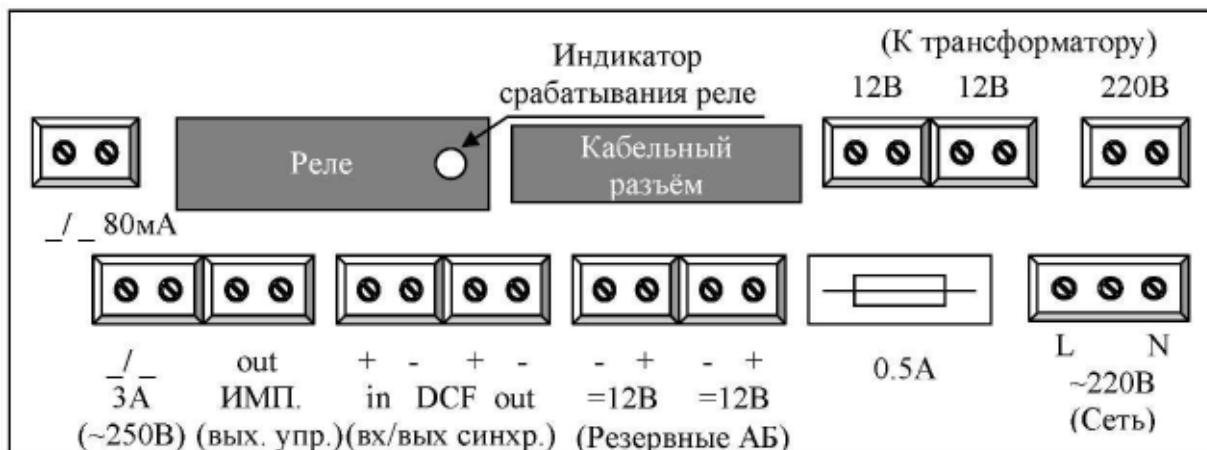 (К трансформатору)
Индикатор
срабатывания реле
12В 12В 220В
Реле
Кабельный
разъём
_/ _ 80мА
_/ _ out + - + - - + - + 0.5А L N
3А ИМП. in DCF out =12В =12В ~220В
(~250В) (вых. упр.) (вх/вых синхр.) (Резервные АБ) (Сеть)